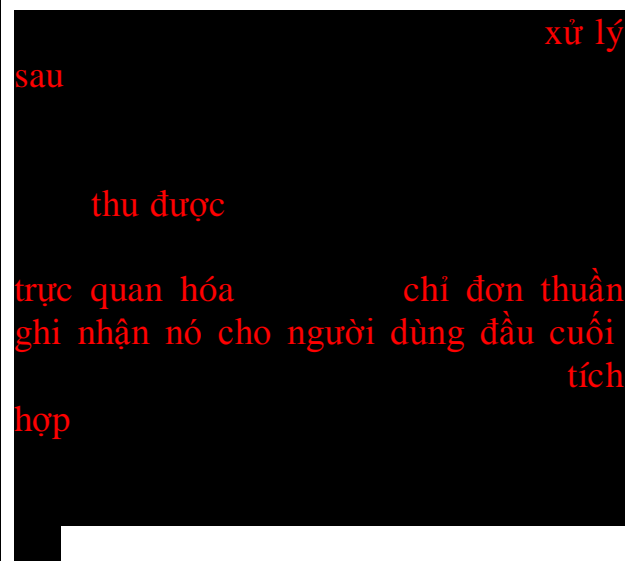 xử lý
sau
thu được
trực quan hóa chỉ đơn thuần
ghi nhận nó cho người dùng đầu cuối
tích
hợp